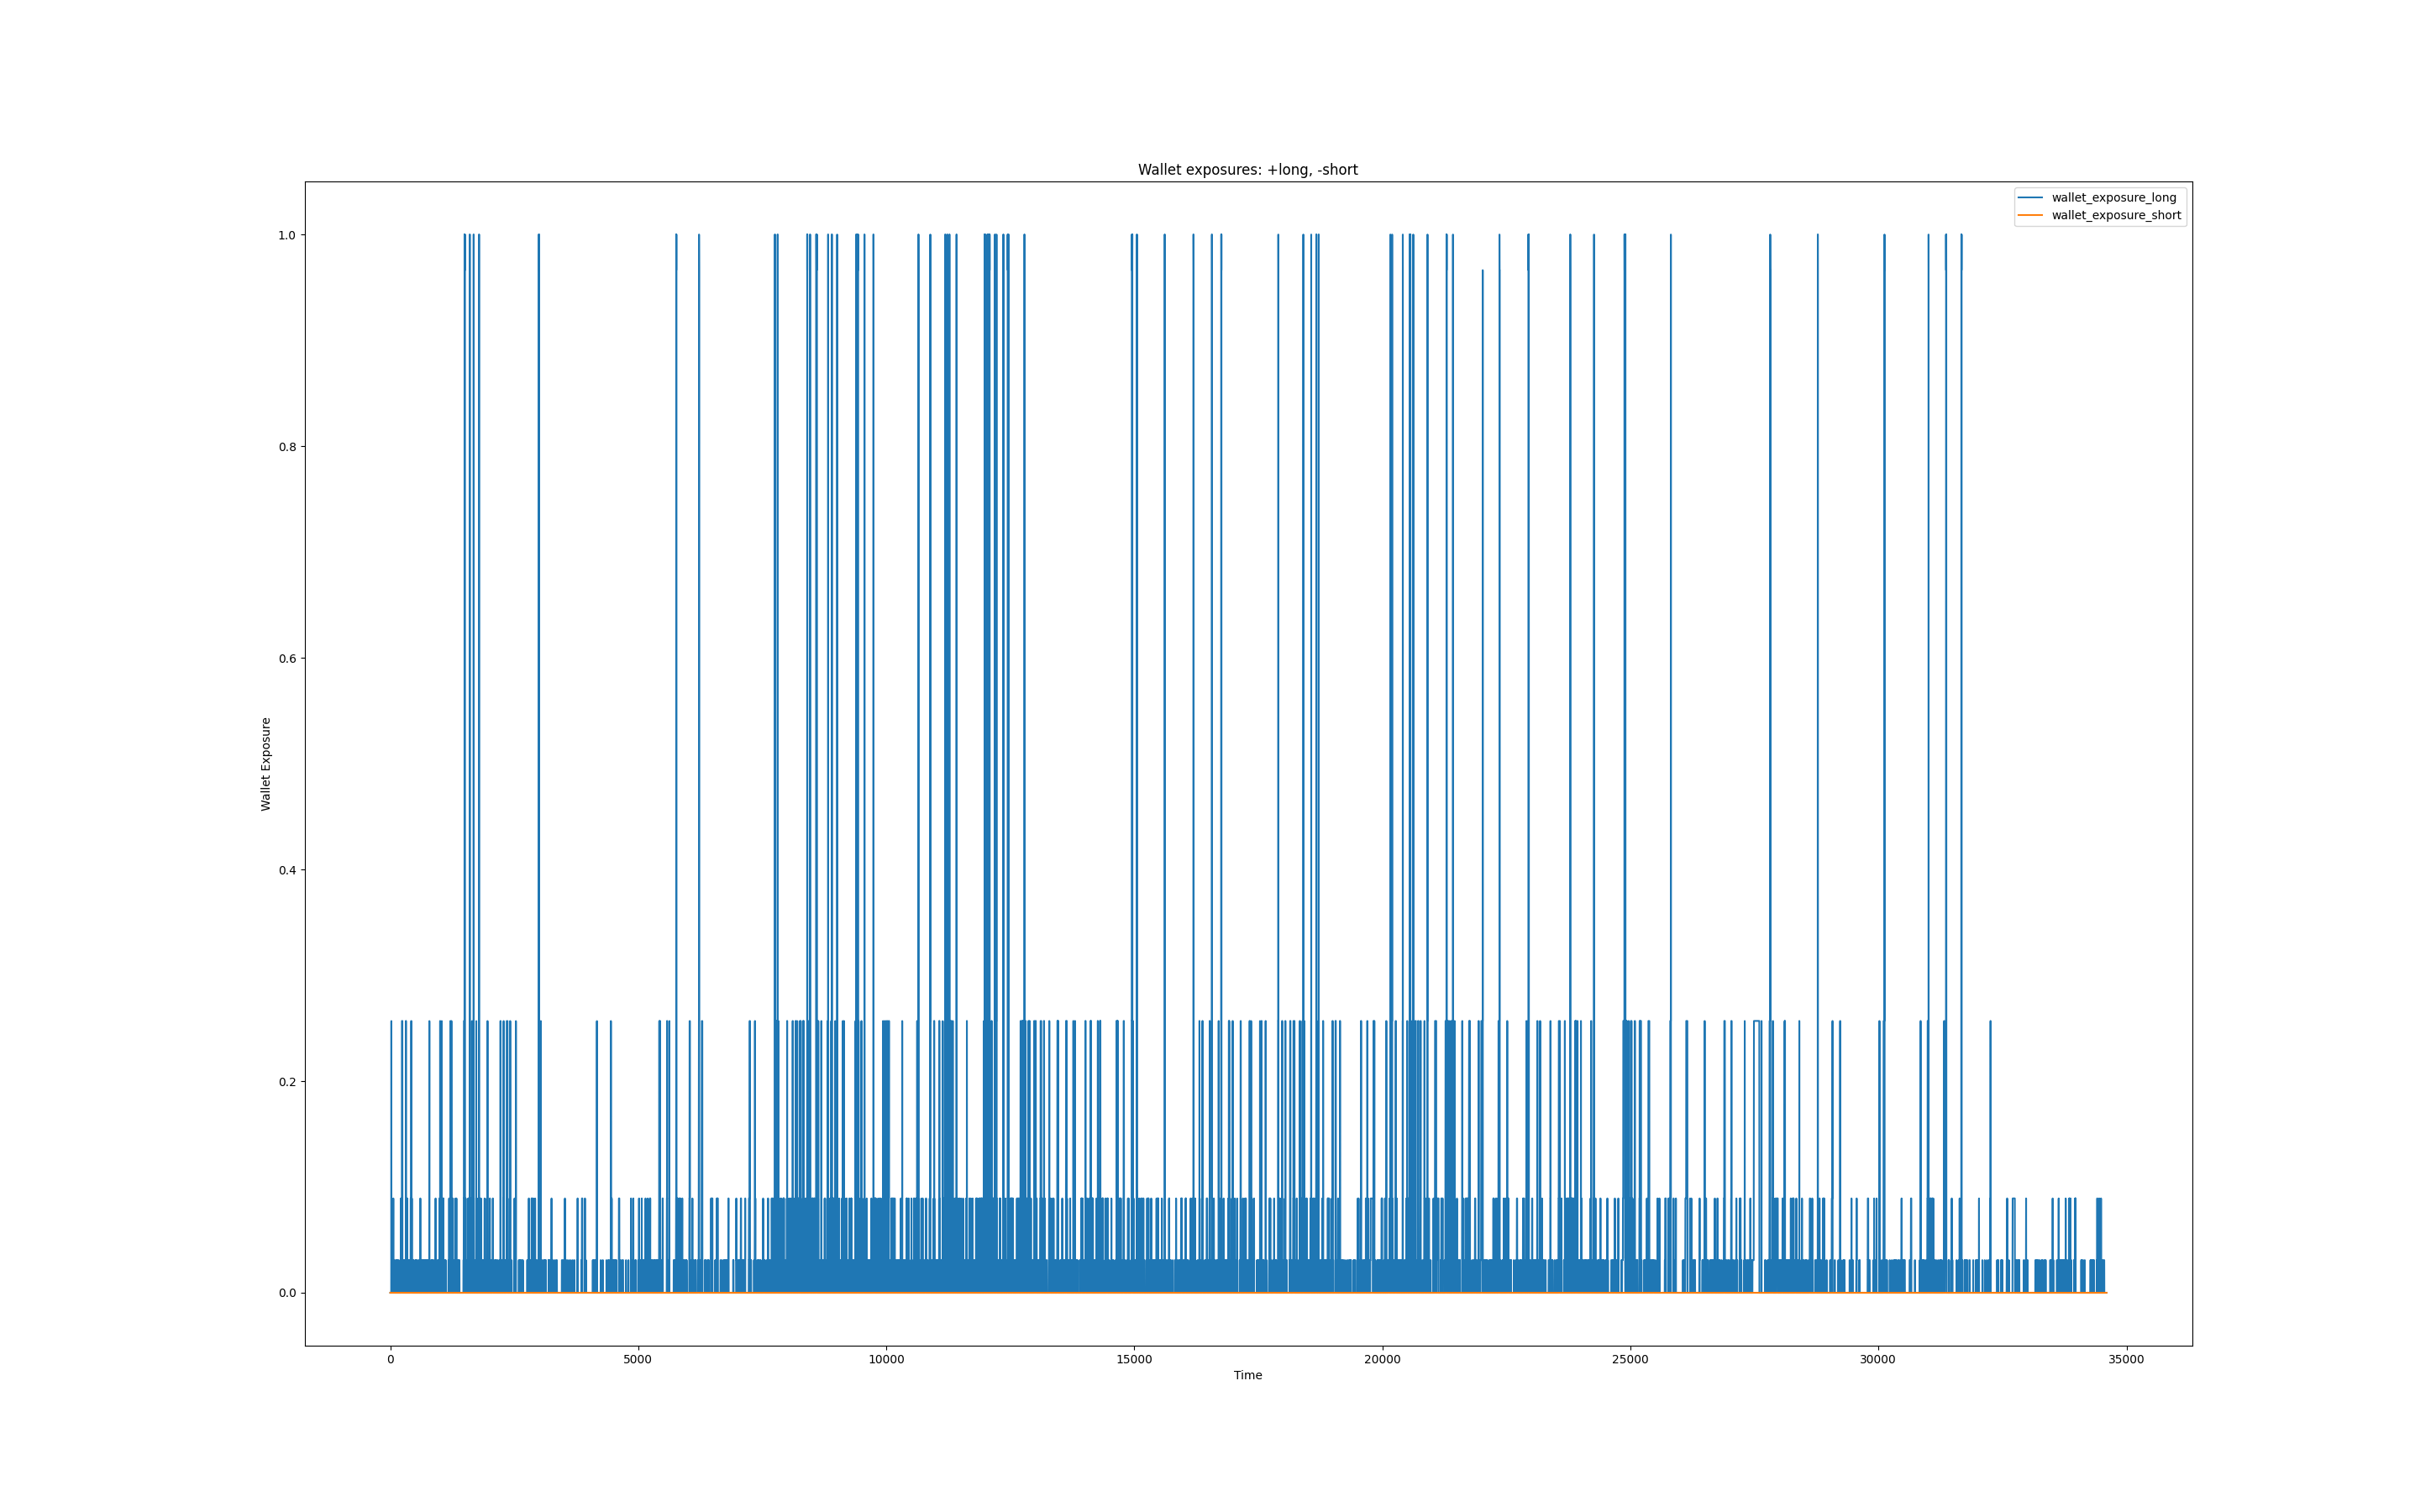 Wallet exposures: +long, -short
wallet_exposure_long
wallet_exposure_short
1.0
0.8
0.6
0.4
0.2
0.0
Wallet Exposure
0 5000 10000 15000 20000 25000 30000 35000
Time